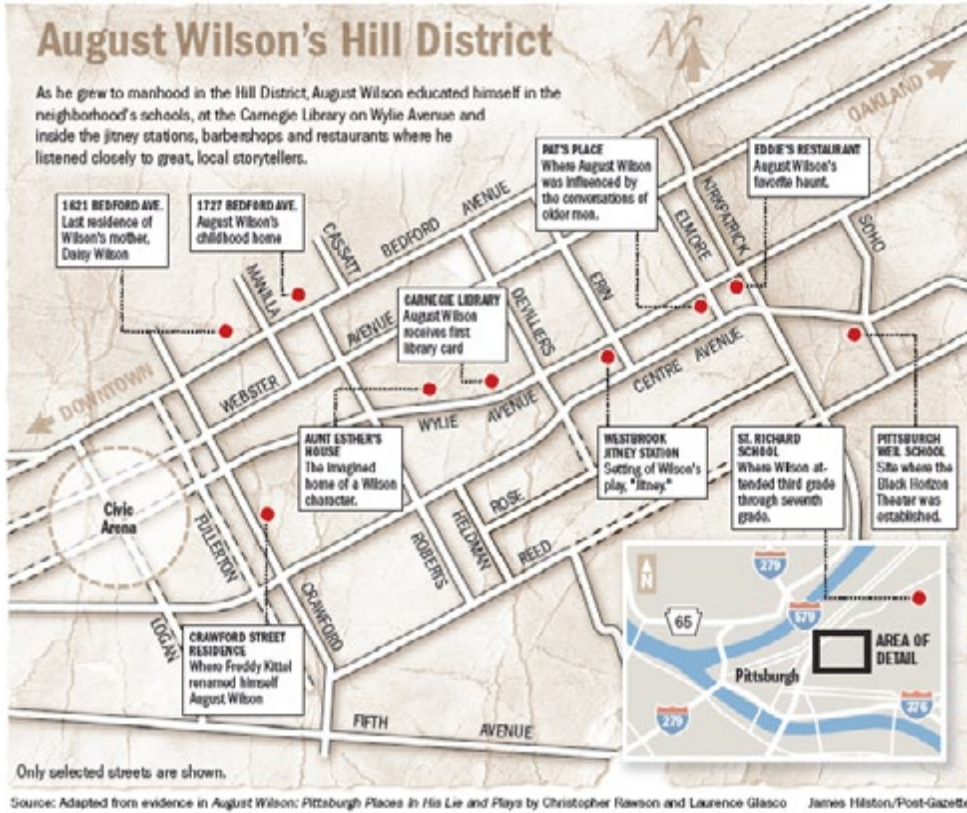 August Wilson's Hill District
As he grew to manhood in the Hill District, August Wilson educated himself in the
neighborhood's schools, at the Carnegie Library on Wylie Avenue and
inside the jitney stations, barbershops and restaurants where he
listened closely to great, local storytellers.
N
OAKLAND
PAT'S PLACE
Where August Wilson
was influenced by
the conversations of
older men.
EDDIE'S RESTAURANT
August Wilson's
favorite haunt.
1621 BEDFORD AVE.
Last residence of
Wilson's mother,
Daisy Wilson
1727 BEDFORD AVE.
August Wilson's
childhood home
CASSATT
BEDFORD
AVENUE
KIRKPATRICK
ELMORE
SOHO
MANILLA
CARNEGIE LIBRARY
August Wilson
receives first
library card
DEVILLIERS
ERIN
AVENUE
WEBSTER
DOWNTOWN
WYLIE
AVENUE
CENTRE
AVENUE
AUNT ESTHER'S
HOUSE
The imagined
home of a Wilson
character.
WESTBROOK
JITNEY STATION
Setting of Wilson's
play, "Jitney."
ST. RICHARD
SCHOOL
Where Wilson at-
tended third grade
through seventh
grade.
PITTSBURGH
WEIL SCHOOL
Site where the
Black Horizon
Theater was
established.
Civic
Arena
FULLERTON
ROSE
HELDMAN
REED
ROBERTS
CRAWFORD
LOGAN
CRAWFORD STREET
RESIDENCE
Where Freddy Kittel
renamed himself
August Wilson
N
279
65
579
AREA OF
DETAIL
Pittsburgh
279
376
FIFTH
AVENUE
Only selected streets are shown.
Source: Adapted from evidence in August Wilson: Pittsburgh Places in His Lie and Plays by Christopher Rawson and Laurence Glasco
James Hilston/Post-Gazette